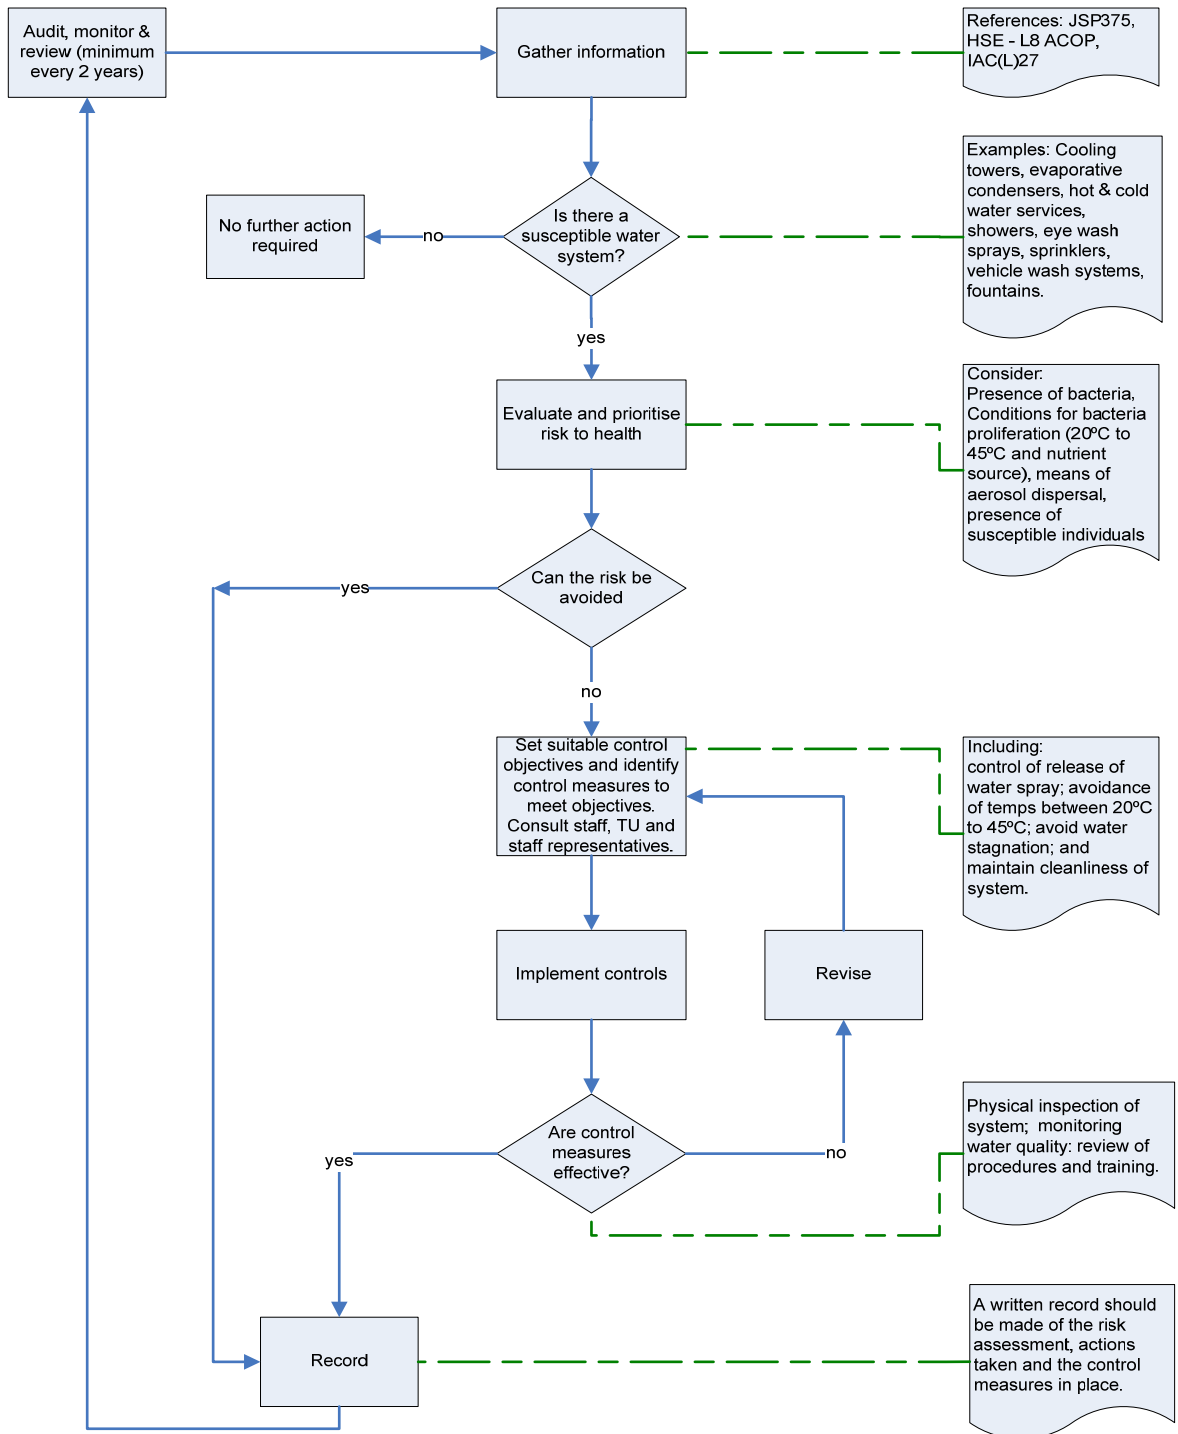 Audit, monitor &
review (minimum
every 2 years)
Gather information
References: JSP375,
HSE - L8 ACOP,
IAC(L)27
Examples: Cooling
towers, evaporative
condensers, hot & cold
water services,
showers, eye wash
sprays, sprinklers,
vehicle wash systems,
fountains.
No further action
required
no
Is there a
susceptible water
system?
yes
Consider:
Presence of bacteria,
Conditions for bacteria
proliferation (20ºC to
45ºC and nutrient
source), means of
aerosol dispersal,
presence of
susceptible individuals
Evaluate and prioritise
risk to health
yes
Can the risk be
avoided
no
Set suitable control
objectives and identify
control measures to
meet objectives.
Consult staff, TU and
staff representatives.
Including:
control of release of
water spray; avoidance
of temps between 20ºC
to 45ºC; avoid water
stagnation; and
maintain cleanliness of
system.
Implement controls
Revise
Physical inspection of
system;  monitoring
water quality: review of
procedures and training.
Are control
measures
effective?
yes
no
Record
A written record should
be made of the risk
assessment, actions
taken and the control
measures in place.